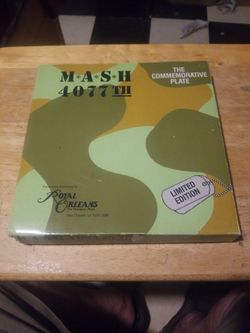 M*A*S*H
4077TH
THE
COMMEMORATIVE
PLATE
LIMITED
EDITION
ROYAL
ORLEANS